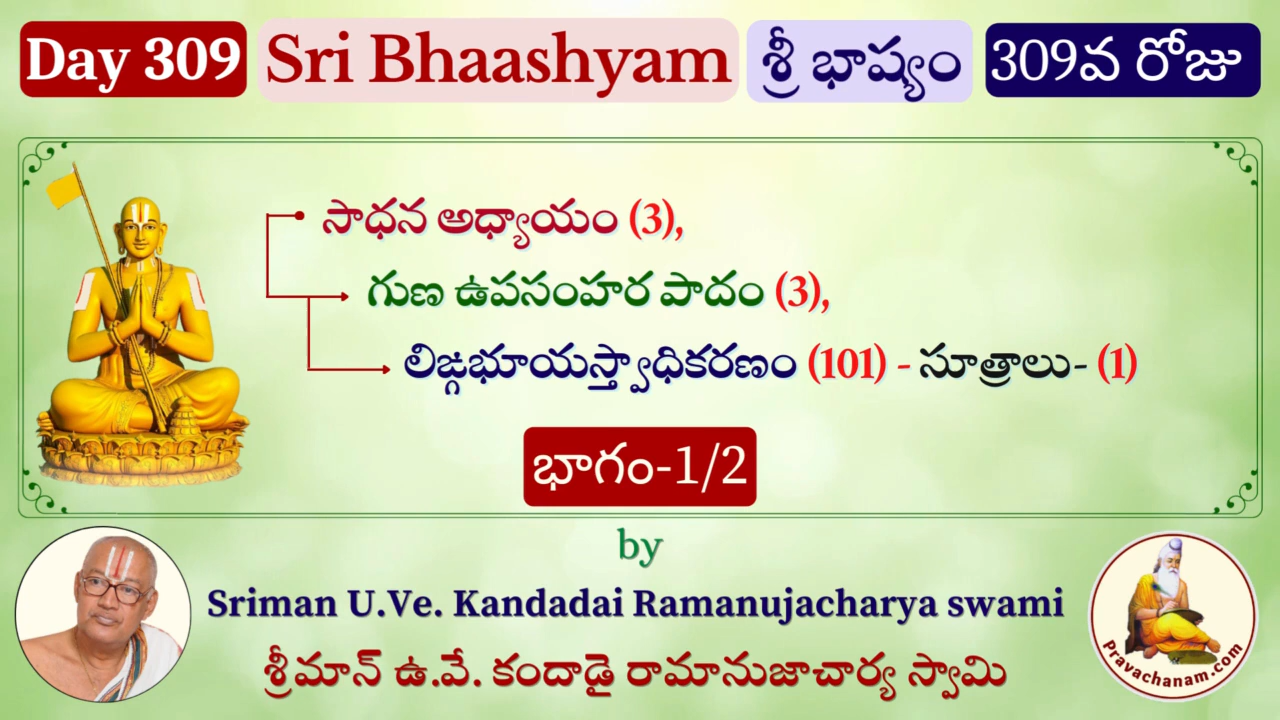 Day 309 Sri Bhaashyam శ్రీ భాష్యం 309వ రోజు
సాధన అధ్యాయం (3),
గుణ ఉపసంహర పాదం (3),
లిఙ్గభూయస్త్వాధికరణం (101) - సూత్రాలు- (1)
భాగం-1/2
by
Sriman U.Ve. Kandadai Ramanujacharya swami
శ్రీమాన్ ఉ.వే. కందాడై రామానుజాచార్య స్వామి
Pravachanam.com